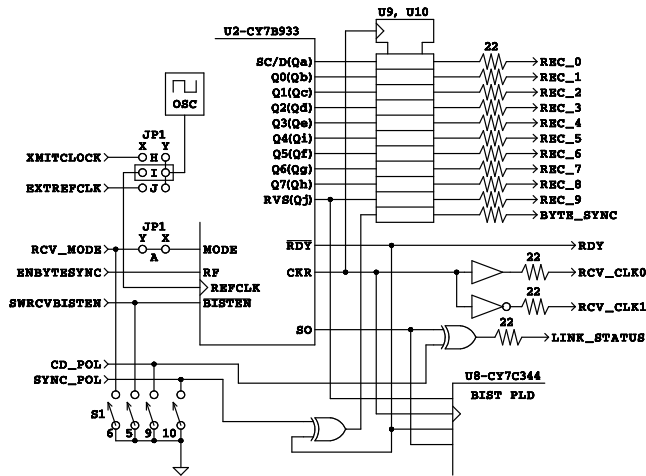 U9, U10
U2-CY7B933
22
SC/D(Qa) REC_0
Q0(Qb) REC_1
Q1(Qc) REC_2
Q2(Qd) REC_3
Q3(Qe) REC_4
Q4(Qi) REC_5
Q5(Qf) REC_6
Q6(Qg) REC_7
Q7(Qh) REC_8
RVS(Qj) REC_9
BYTE_SYNC
OSC
JP1
X Y
XMITCLOCK H
I
EXTREFCLK J
JP1
Y X
RCV_MODE A MODE
RDY RDY
ENBYTESYNC RF CKR 22 RCV_CLK0
REFCLK
SWRCVBISTEN BISTEN 22 RCV_CLK1
SO 22 LINK_STATUS
CD_POL
SYNC_POL
U8-CY7C344
BIST PLD
S1
6 5 9 10